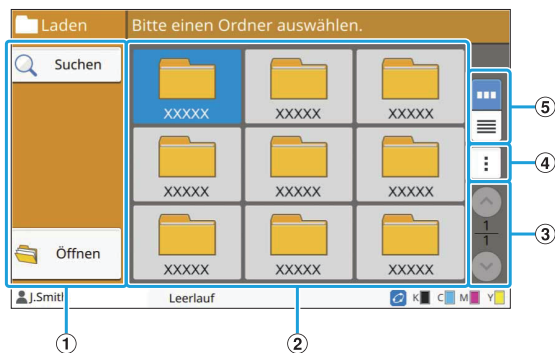 Laden
Bitte einen Ordner auswählen.
Suchen
XXXXX XXXXX XXXXX
XXXXX XXXXX XXXXX
XXXXX XXXXX XXXXX
Öffnen
1
1
J.Smith
Leerlauf
K C M Y
5
4
3
1
2